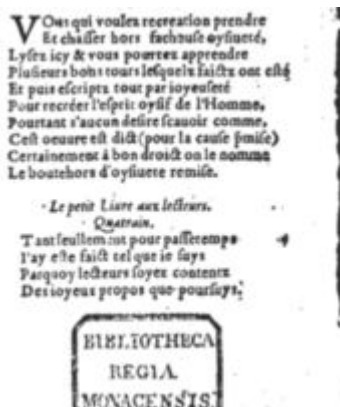 VOus qui voulez recreation prendre
Et chasser hors fascheuse oysiueté,
Lysez icy & vous pourrez apprendre
Plusieurs bons tours lesquelz faictz ont esté
Et puis escriptz tout par ioyeuseté
Pour recréer l'esprit oysif de l'Homme,
Pourtant s'aucun desire scauoir comme,
Cest oeuure est dict (pour la cause p̃mise)
Certainement à bon droict on le nomme
Le boutehors d'oysiuete remise.
Le petit Liure aux lecteurs.
Quatrain.
Tant seullement pour passetemps
I'ay este faict tel que ie suys
Parquoy lecteurs soyez contentz
Des ioyeux propos que poursuys.
BIBLIOTHECA
REGIA
MONACENSIS.